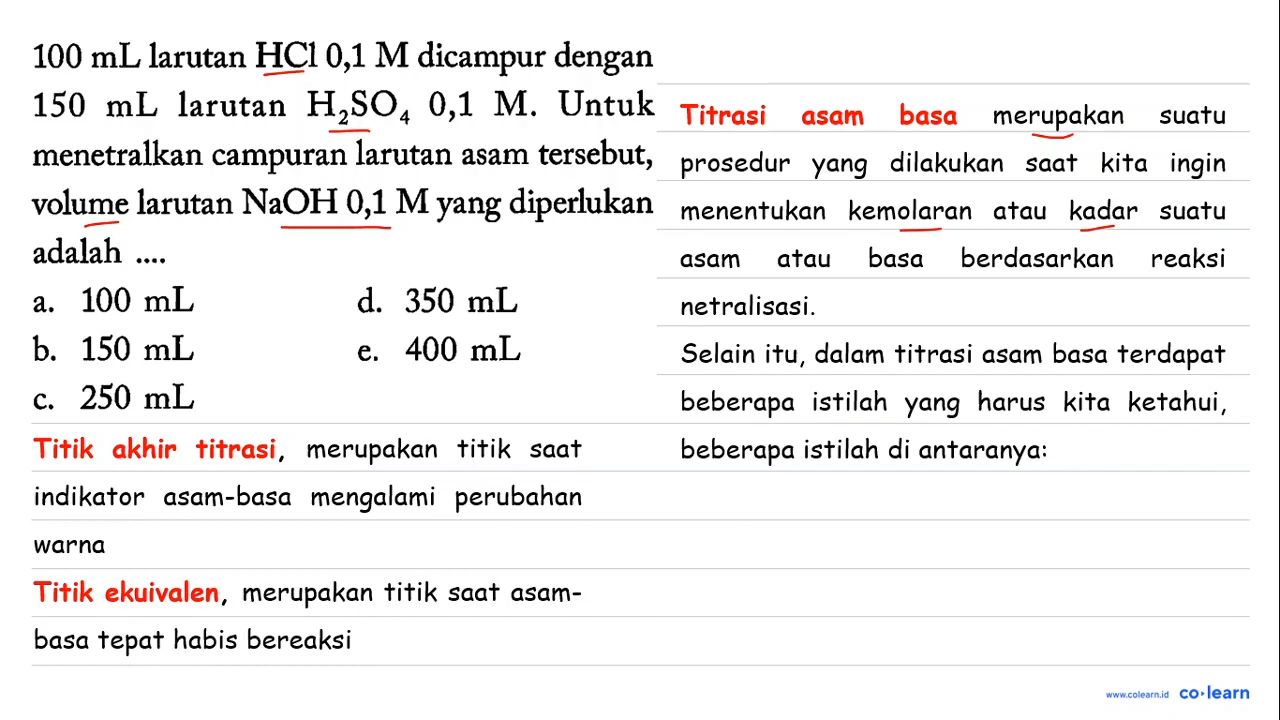 100 mL larutan HCl 0,1 M dicampur dengan
150 mL larutan H₂SO₄ 0,1 M. Untuk
menetralkan campuran larutan asam tersebut,
volume larutan NaOH 0,1 M yang diperlukan
adalah ....
a. 100 mL d. 350 mL
b. 150 mL e. 400 mL
c. 250 mL
Titrasi asam basa merupakan suatu
prosedur yang dilakukan saat kita ingin
menentukan kemolaran atau kadar suatu
asam atau basa berdasarkan reaksi
netralisasi.
Selain itu, dalam titrasi asam basa terdapat
beberapa istilah yang harus kita ketahui,
beberapa istilah di antaranya:
Titik akhir titrasi, merupakan titik saat
indikator asam-basa mengalami perubahan
warna
Titik ekuivalen, merupakan titik saat asam-
basa tepat habis bereaksi
www.colearn.id co·learn